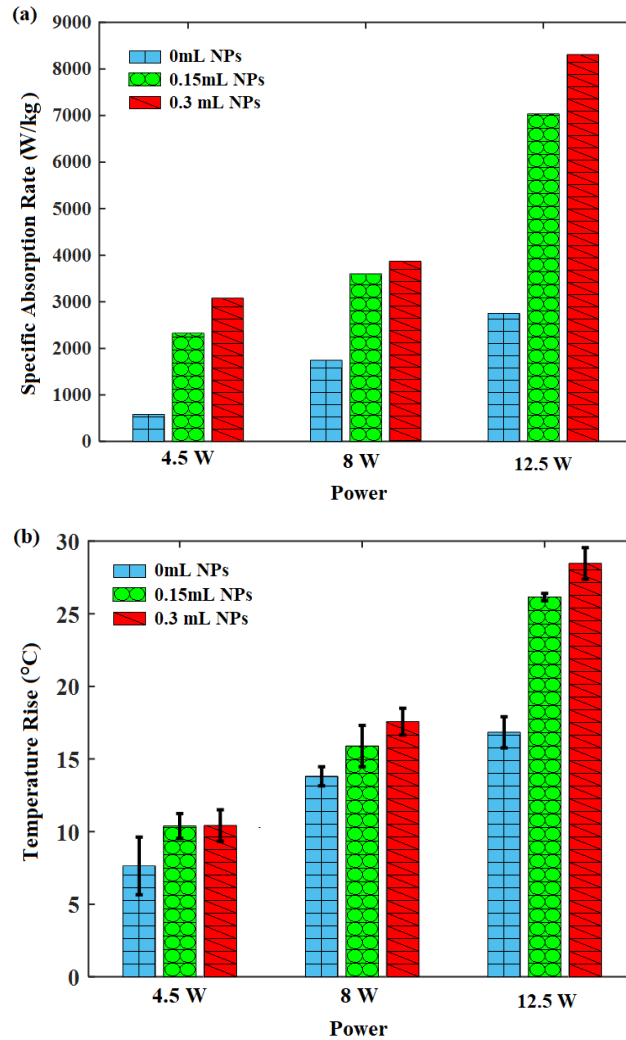 (a)
9000
8000
7000
6000
5000
4000
3000
2000
1000
0
Specific Absorption Rate (W/kg)
0mL NPs
0.15mL NPs
0.3 mL NPs
4.5 W
8 W
12.5 W
Power
(b)
30
25
20
15
10
5
0
Temperature Rise (°C)
0mL NPs
0.15mL NPs
0.3 mL NPs
4.5 W
8 W
12.5 W
Power